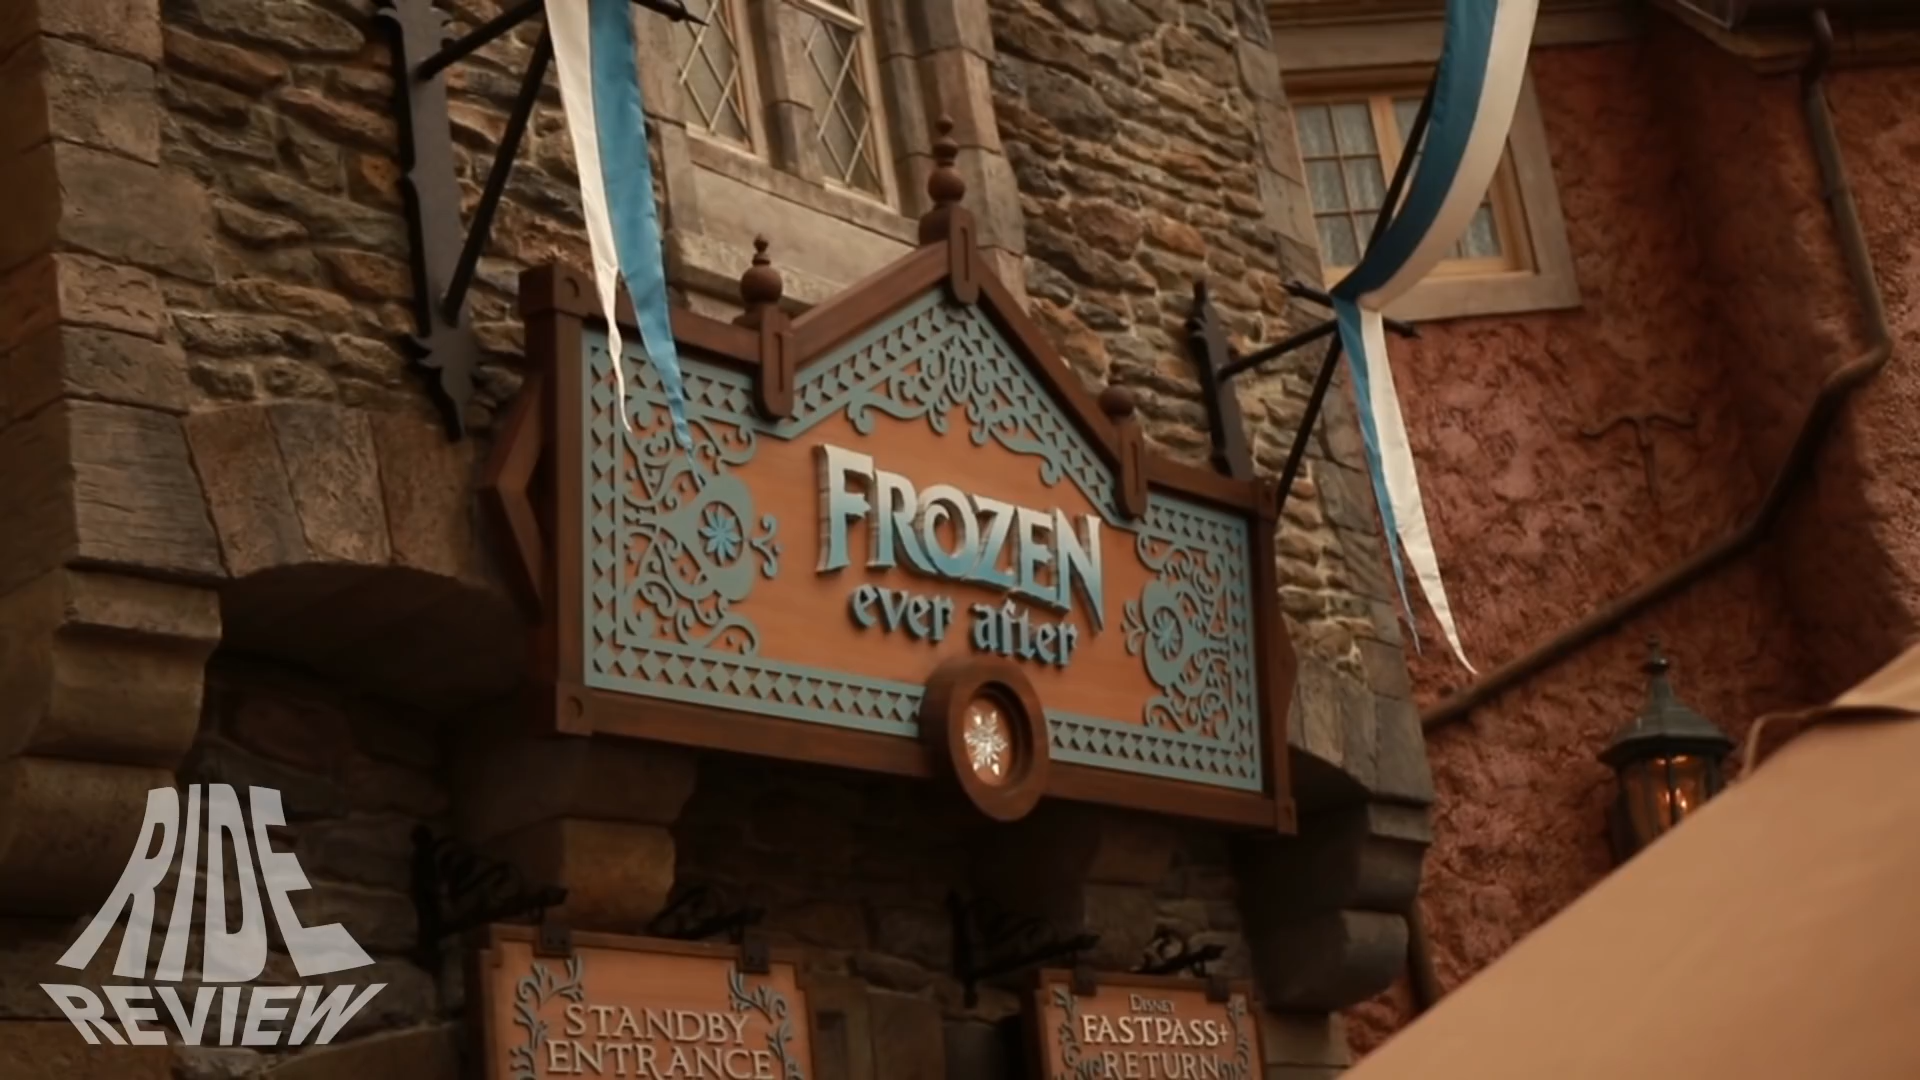 FROZEN
ever after
STANDBY
ENTRANCE
DISNEY
FASTPASS+
RETURN
RIDE
REVIEW